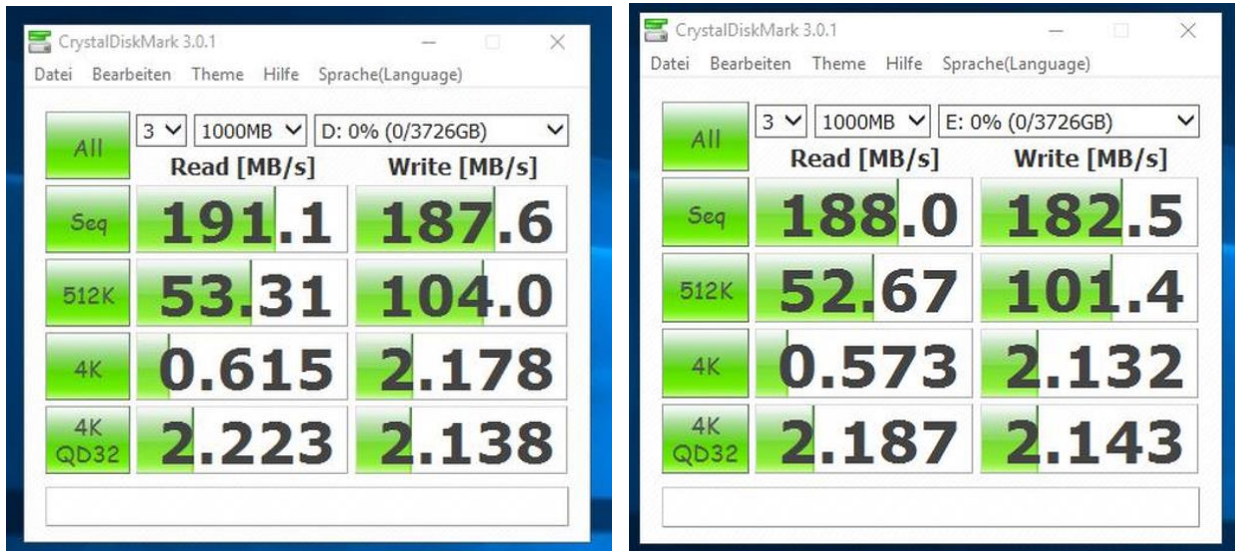 CrystalDiskMark 3.0.1
Datei Bearbeiten Theme Hilfe Sprache(Language)
All 3 1000MB D: 0% (0/3726GB)
Read [MB/s] Write [MB/s]
Seq 191.1 187.6
512K 53.31 104.0
4K 0.615 2.178
4K QD32 2.223 2.138
CrystalDiskMark 3.0.1
Datei Bearbeiten Theme Hilfe Sprache(Language)
All 3 1000MB E: 0% (0/3726GB)
Read [MB/s] Write [MB/s]
Seq 188.0 182.5
512K 52.67 101.4
4K 0.573 2.132
4K QD32 2.187 2.143